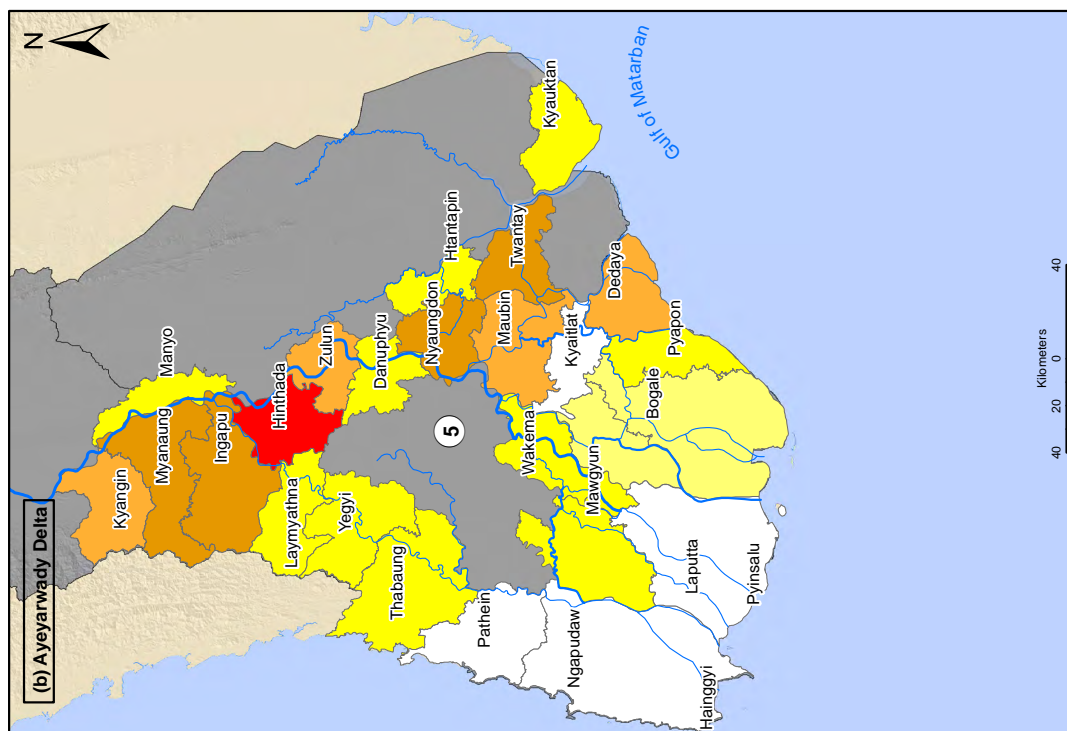 (b) Ayeyarwady Delta
N
Manyo
Kyangin
Myanaung
Ingapu
Hinthada
Zulun
Laymyathna
Yegyi
Danuphyu
Thabaung
Nyaungdon
Htantapin
5
Pathein
Wakema
Maubin
Twantay
Kyauktan
Ngapudaw
Mawgyun
Kyaitlat
Dedaya
Bogale
Pyapon
Laputta
Hainggyi
Pyinsalu
Gulf of Matarban
40 20 0 40
Kilometers